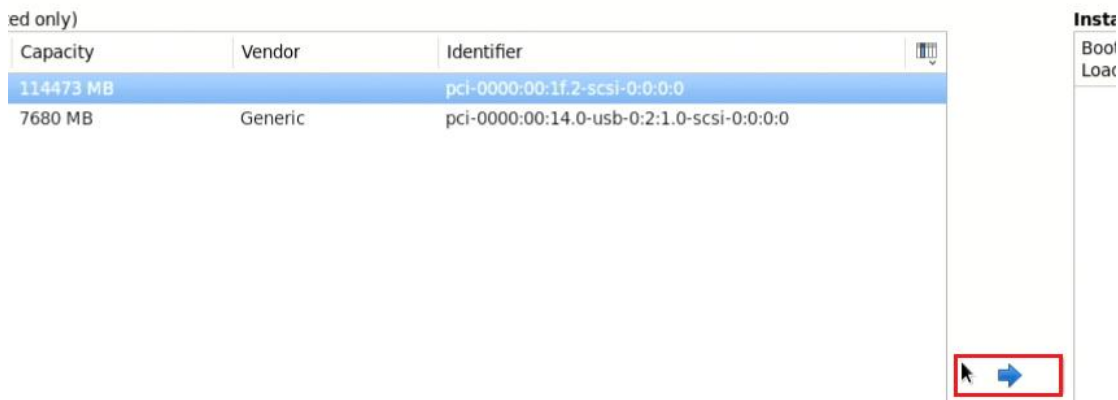 ed only)
Capacity Vendor Identifier
114473 MB pci-0000:00:1f.2-scsi-0:0:0:0
7680 MB Generic pci-0000:00:14.0-usb-0:2:1.0-scsi-0:0:0:0
Insta
Boot
Load